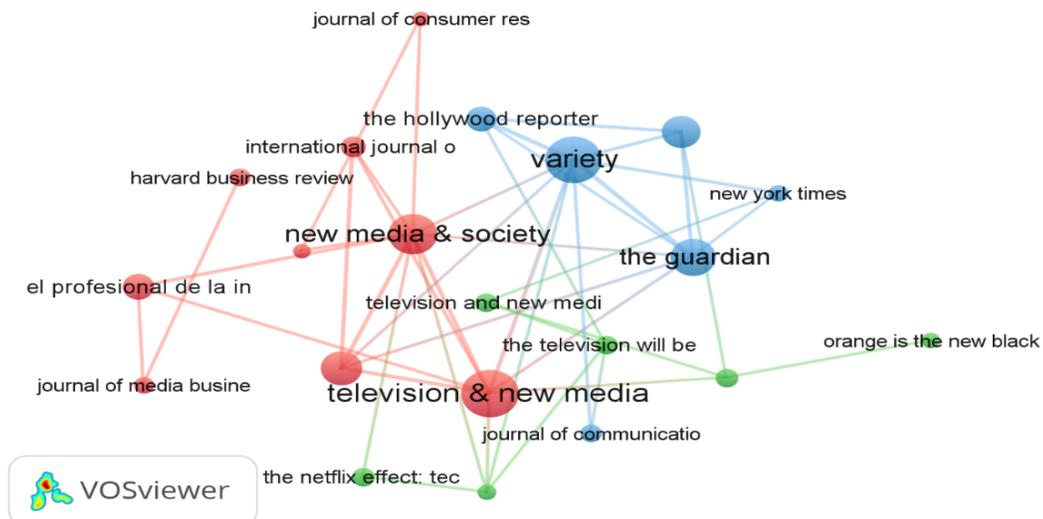 journal of consumer res
the hollywood reporter
international journal o
variety
harvard business review
new york times
new media & society
the guardian
el profesional de la in
television and new medi
the television will be
orange is the new black
journal of media busine
television & new media
journal of communicatio
the netflix effect: tec
VOSviewer